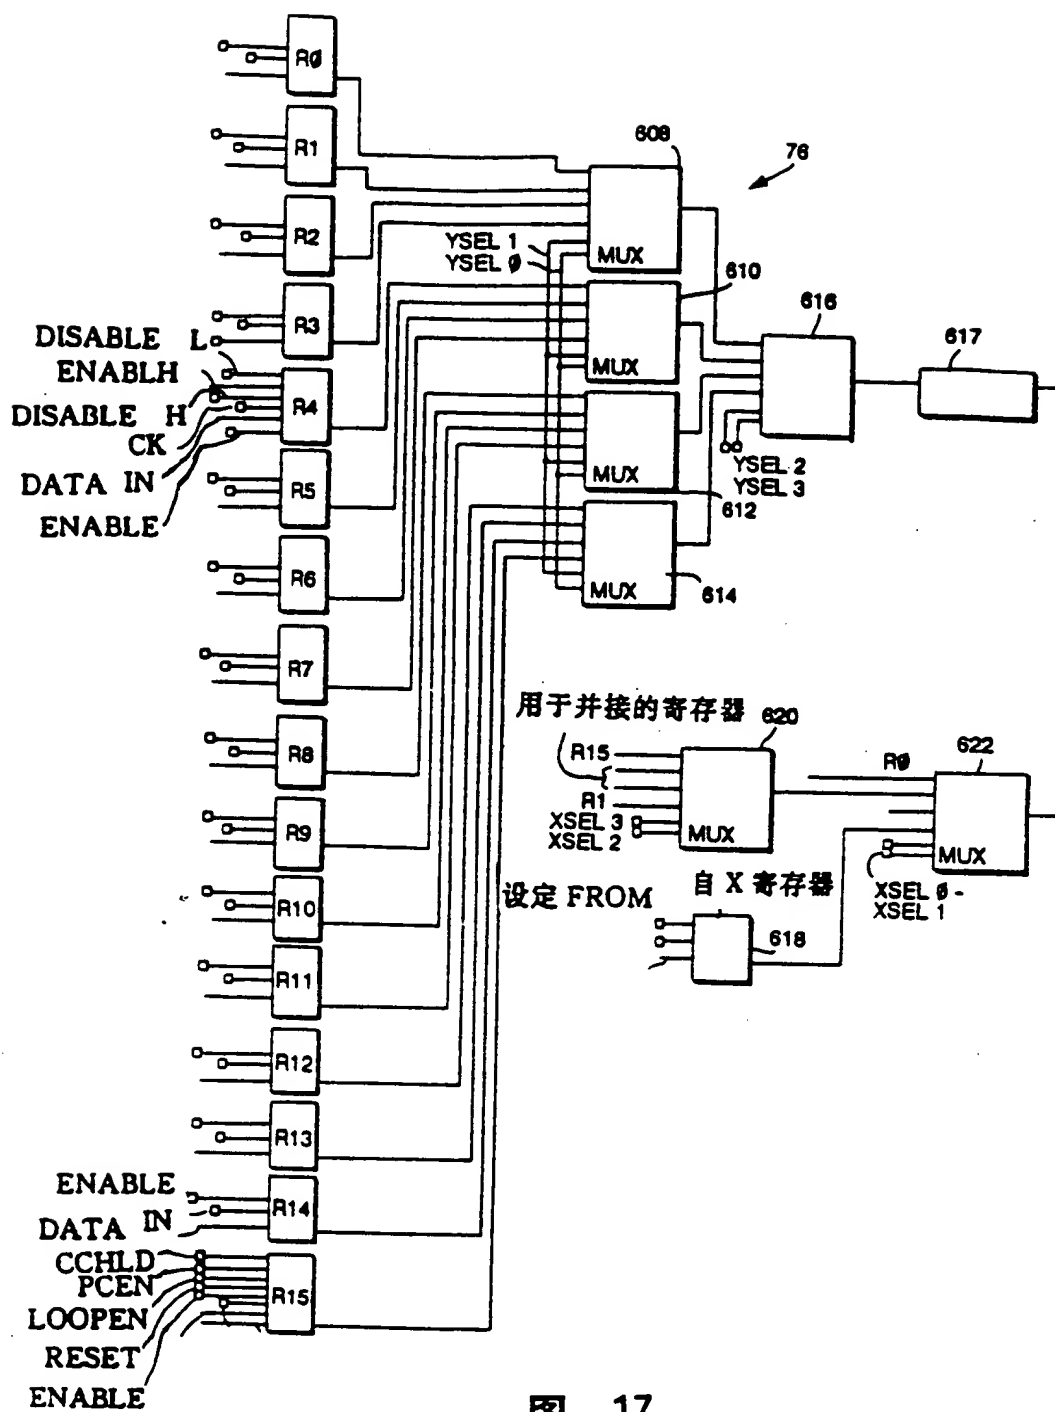 RØ
R1
R2
R3
DISABLE L
ENABLH
DISABLE H
CK
DATA IN
ENABLE
R4
R5
R6
R7
R8
R9
R10
R11
R12
R13
ENABLE
DATA IN
R14
CCHLD
PCEN
LOOPEN
RESET
ENABLE
R15
608
76
YSEL 1
YSEL Ø
MUX
610
MUX
616
617
MUX
612
YSEL 2
YSEL 3
MUX
614
用于并接的寄存器
620
R15
R1
XSEL 3
XSEL 2
MUX
RØ
622
MUX
XSEL Ø -
XSEL 1
设定 FROM
自 X 寄存器
618
图 17